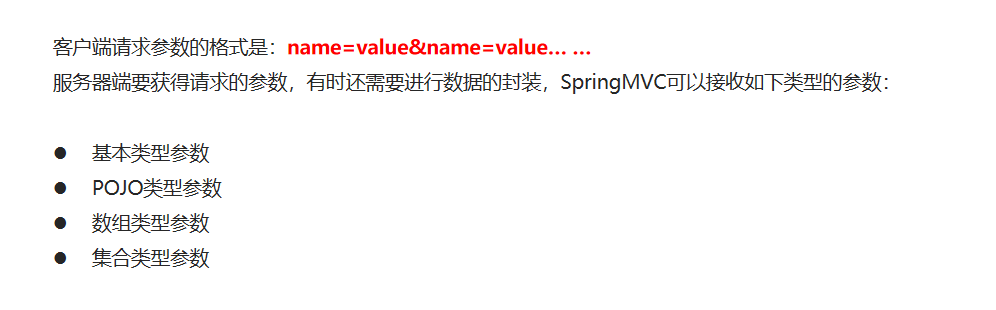 客户端请求参数的格式是：name=value&name=value... ...
服务器端要获得请求的参数，有时还需要进行数据的封装，SpringMVC可以接收如下类型的参数：
● 基本类型参数
● POJO类型参数
● 数组类型参数
● 集合类型参数